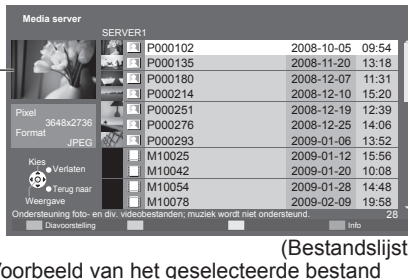 Media server
SERVER1
P000102 2008-10-05 09:54
P000135 2008-11-20 13:18
P000180 2008-12-07 11:31
P000214 2008-12-10 15:20
P000251 2008-12-19 12:39
P000276 2008-12-25 14:06
P000293 2009-01-06 13:52
M10025 2009-01-12 15:56
M10042 2009-01-20 10:08
M10054 2009-01-28 14:48
M10078 2009-02-09 19:58
Pixel
3648x2736
Format
JPEG
Kies
Verlaten
Terug naar
Weergave
Ondersteuning foto- en div. videobestanden; muziek wordt niet ondersteund. 28
Diavoorstelling Info
(Bestandslijst
Voorbeeld van het geselecteerde bestand